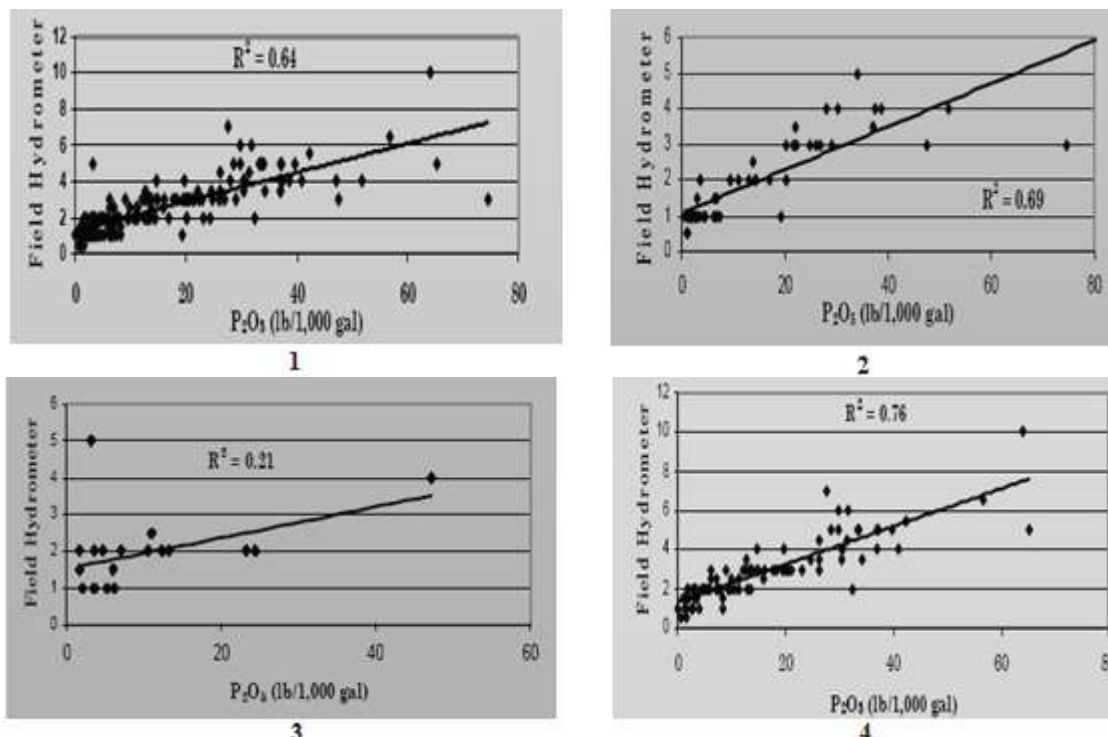 Field Hydrometer
12
10
8
6
4
2
0
R² = 0.64
0 20 40 60 80
P₂O₅ (lb/1,000 gal)
1
Field Hydrometer
6
5
4
3
2
1
0
R² = 0.69
0 20 40 60 80
P₂O₅ (lb/1,000 gal)
2
Field Hydrometer
6
5
4
3
2
1
0
R² = 0.21
0 20 40 60
P₂O₅ (lb/1,000 gal)
3
Field Hydrometer
12
10
8
6
4
2
0
R² = 0.76
0 20 40 60 80
P₂O₅ (lb/1,000 gal)
4